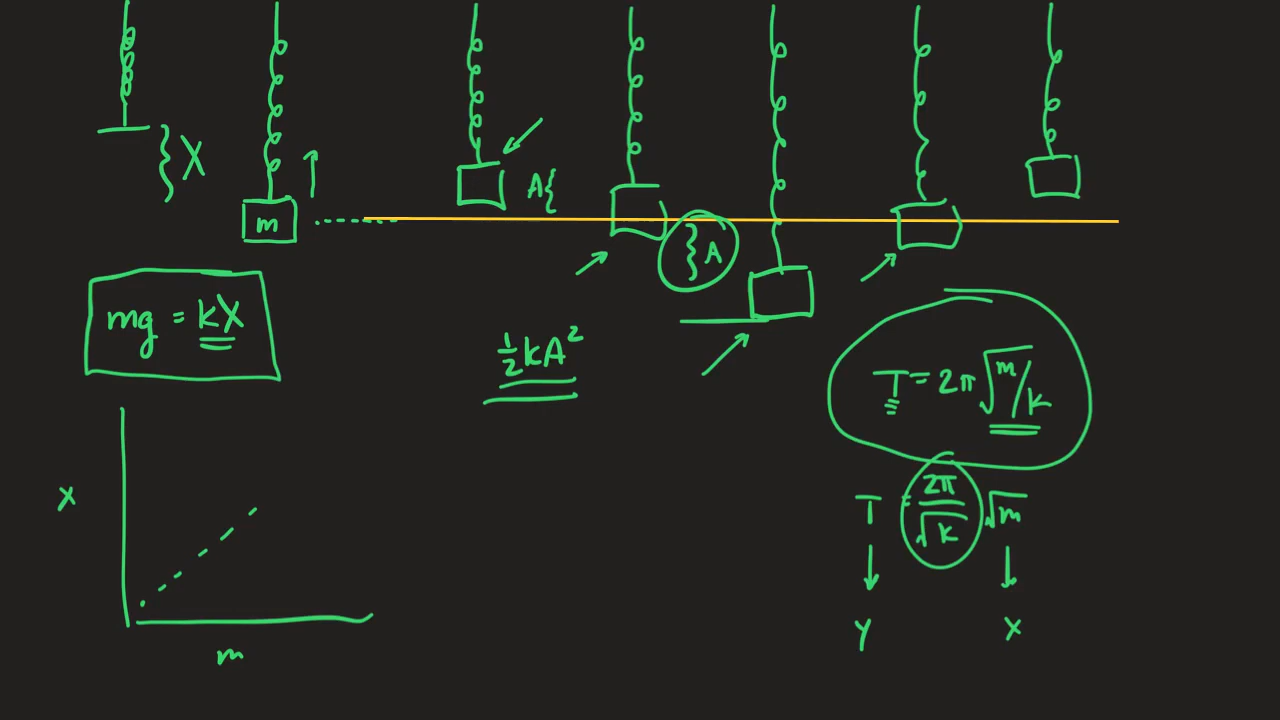 } X
m
A {
} A
mg = kX
½kA²
T = 2π √m/k
T = 2π/√k √m
Y X
x
m